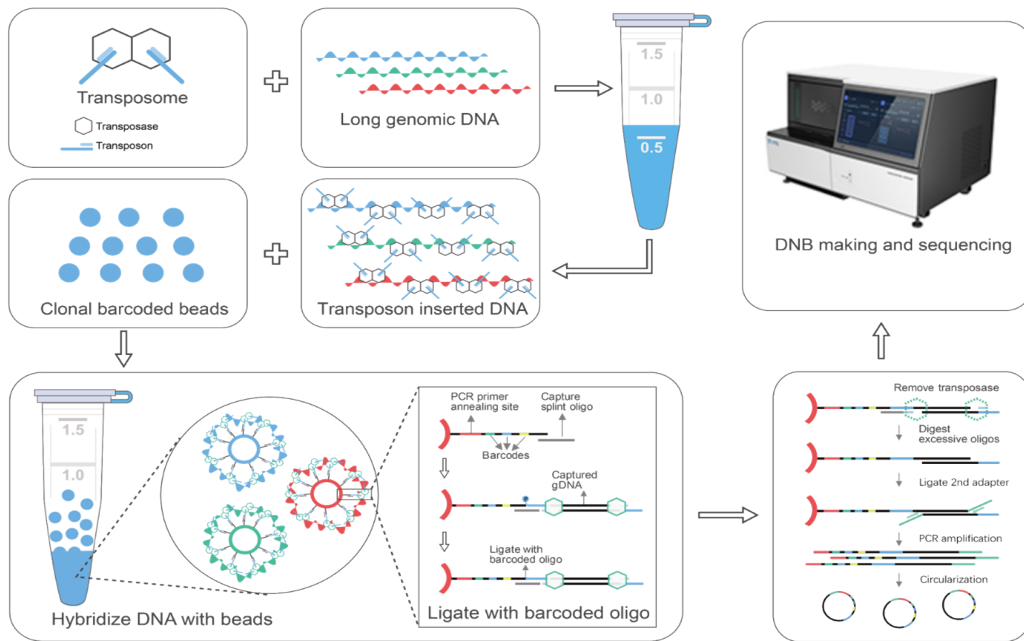 Transposome
Transposase
Transposon
Long genomic DNA
1.5
1.0
0.5
DNB making and sequencing
Clonal barcoded beads
Transposon inserted DNA
1.5
1.0
Hybridize DNA with beads
PCR primer
annealing site
Capture
splint oligo
Barcodes
Captured
gDNA
Ligate with
barcoded oligo
Ligate with barcoded oligo
Remove transposase
Digest
excessive oligos
Ligate 2nd adapter
PCR amplification
Circularization